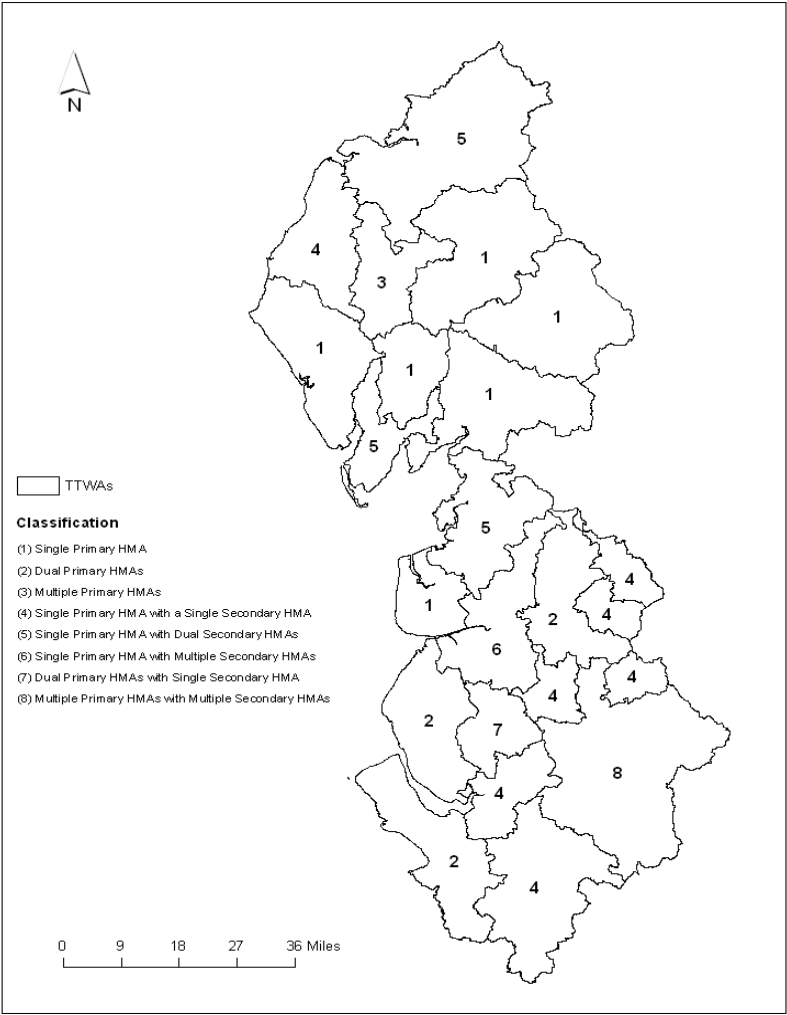 N
5
4
1
3
1
1
1
1
5
TTWAs
Classification
(1) Single Primary HMA
(2) Dual Primary HMAs
(3) Multiple Primary HMAs
(4) Single Primary HMA with a Single Secondary HMA
(5) Single Primary HMA with Dual Secondary HMAs
(6) Single Primary HMA with Multiple Secondary HMAs
(7) Dual Primary HMAs with Single Secondary HMA
(8) Multiple Primary HMAs with Multiple Secondary HMAs
5
4
1
4
2
6
4
4
2
7
8
4
2
4
0 9 18 27 36 Miles